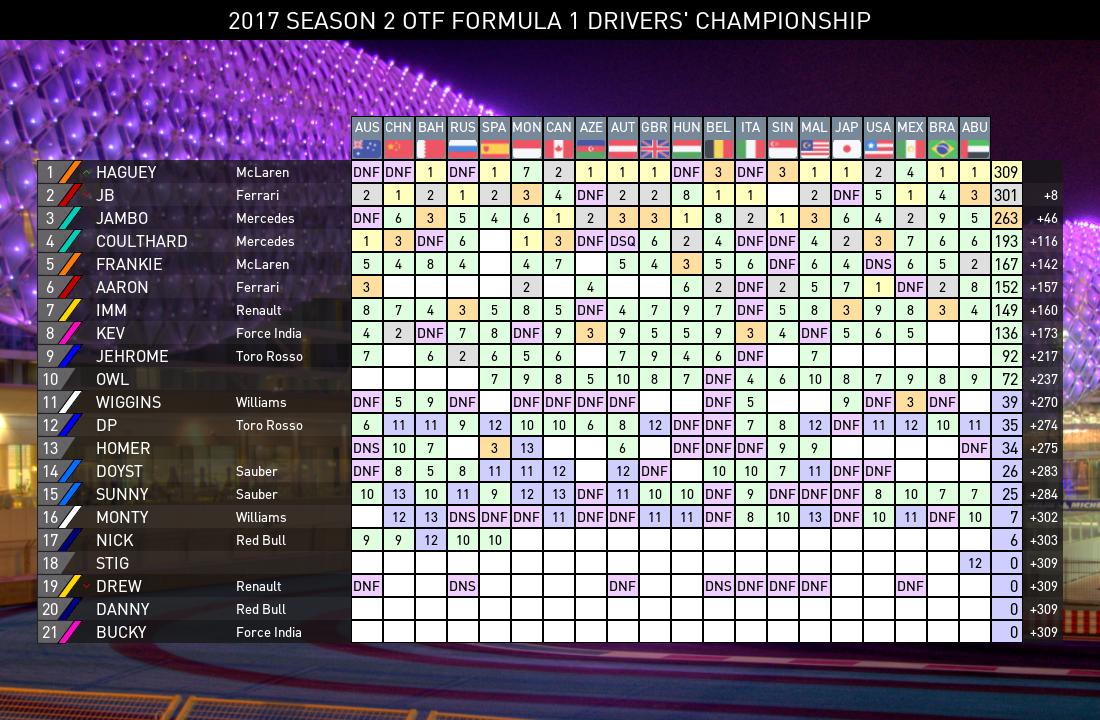 2017 SEASON 2 OTF FORMULA 1 DRIVERS' CHAMPIONSHIP
AUS CHN BAH RUS SPA MON CAN AZE AUT GBR HUN BEL ITA SIN MAL JAP USA MEX BRA ABU
1 HAGUEY McLaren DNF DNF 1 DNF 1 7 2 1 1 1 DNF 3 DNF 3 1 1 2 4 1 1 309
2 JB Ferrari 2 1 2 1 2 3 4 DNF 2 2 8 1 1 2 DNF 5 1 4 3 301 +8
3 JAMBO Mercedes DNF 6 3 5 4 6 1 2 3 3 1 8 2 1 3 6 4 2 9 5 263 +46
4 COULTHARD Mercedes 1 3 DNF 6 1 3 DNF DSQ 6 2 4 DNF DNF 4 2 3 7 6 6 193 +116
5 FRANKIE McLaren 5 4 8 4 4 7 5 4 3 5 6 DNF 6 4 DNS 6 5 2 167 +142
6 AARON Ferrari 3 2 4 6 2 DNF 2 5 7 1 DNF 2 8 152 +157
7 IMM Renault 8 7 4 3 5 8 5 DNF 4 7 9 7 DNF 5 8 3 9 8 3 4 149 +160
8 KEV Force India 4 2 DNF 7 8 DNF 9 3 9 5 5 9 3 4 DNF 5 6 5 136 +173
9 JEHROME Toro Rosso 7 6 2 6 5 6 7 9 4 6 DNF 7 92 +217
10 OWL 7 9 8 5 10 8 7 DNF 4 6 10 8 7 9 8 9 72 +237
11 WIGGINS Williams DNF 5 9 DNF DNF DNF DNF DNF DNF 5 9 DNF 3 DNF 39 +270
12 DP Toro Rosso 6 11 11 9 12 10 10 6 8 12 DNF DNF 7 8 12 DNF 11 12 10 11 35 +274
13 HOMER DNS 10 7 3 13 6 DNF DNF DNF 9 9 DNF 34 +275
14 DOYST Sauber DNF 8 5 8 11 11 12 12 DNF 10 10 7 11 DNF DNF 26 +283
15 SUNNY Sauber 10 13 10 11 9 12 13 DNF 11 10 10 DNF 9 DNF DNF DNF 8 10 7 7 25 +284
16 MONTY Williams 12 13 DNS DNF DNF 11 DNF DNF 11 11 DNF 8 10 13 DNF 10 11 DNF 10 7 +302
17 NICK Red Bull 9 9 12 10 10 6 +303
18 STIG 12 0 +309
19 DREW Renault DNF DNS DNF DNS DNF DNF DNF DNF 0 +309
20 DANNY Red Bull 0 +309
21 BUCKY Force India 0 +309